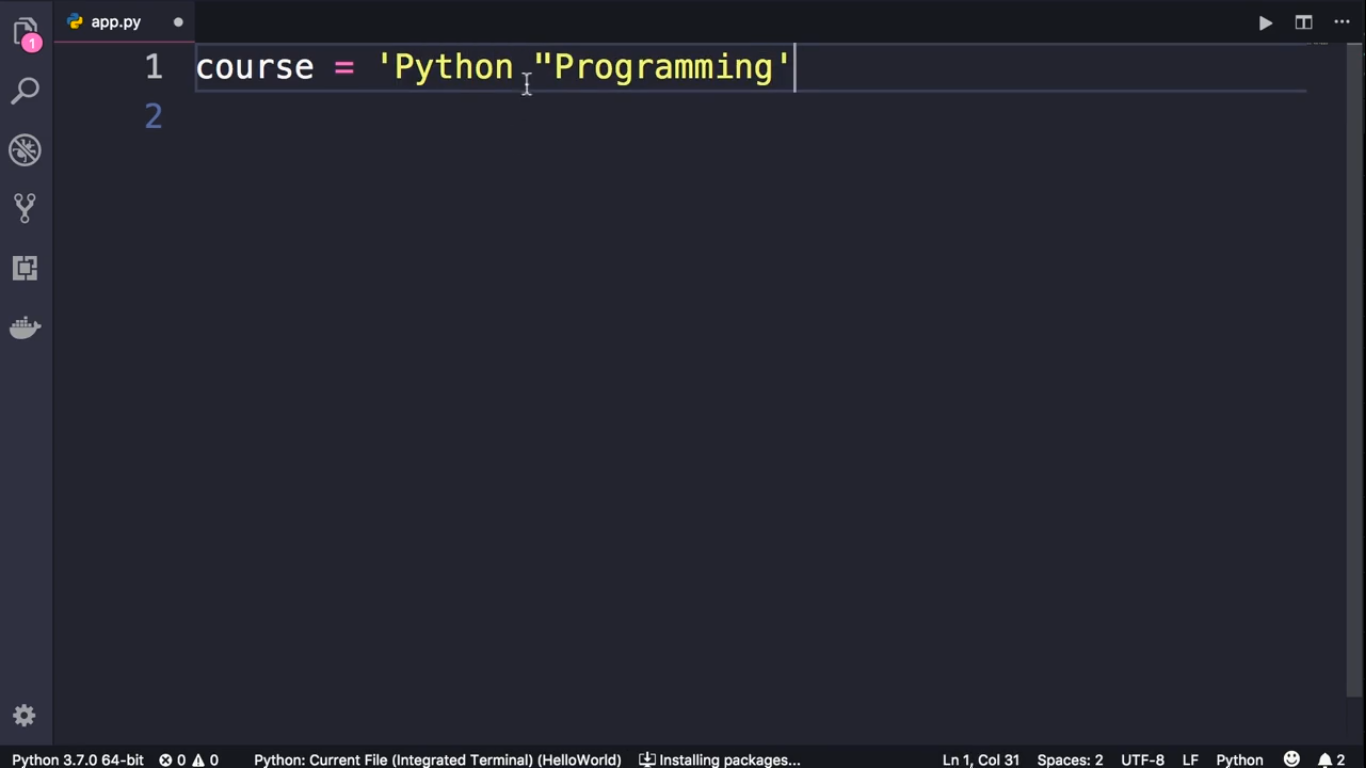 app.py
1
1 course = 'Python "Programming'
2
Python 3.7.0 64-bit 0 0 Python: Current File (Integrated Terminal) (HelloWorld) Installing packages... Ln 1, Col 31 Spaces: 2 UTF-8 LF Python 2